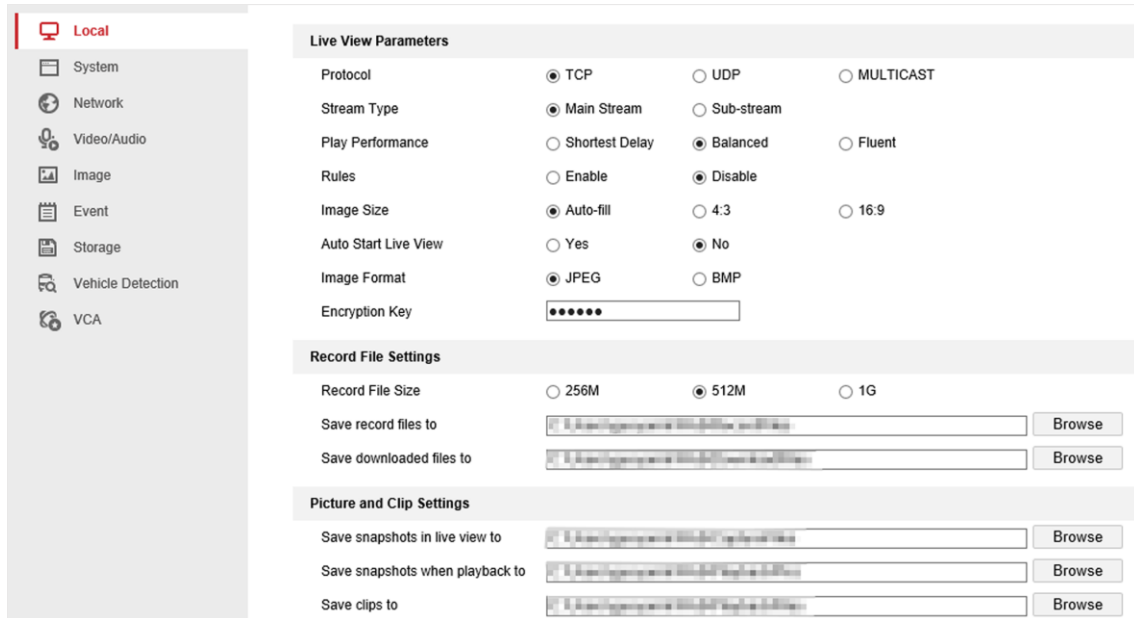 Local
System
Network
Video/Audio
Image
Event
Storage
Vehicle Detection
VCA
Live View Parameters
Protocol TCP UDP MULTICAST
Stream Type Main Stream Sub-stream
Play Performance Shortest Delay Balanced Fluent
Rules Enable Disable
Image Size Auto-fill 4:3 16:9
Auto Start Live View Yes No
Image Format JPEG BMP
Encryption Key ●●●●●●
Record File Settings
Record File Size 256M 512M 1G
Save record files to Browse
Save downloaded files to Browse
Picture and Clip Settings
Save snapshots in live view to Browse
Save snapshots when playback to Browse
Save clips to Browse